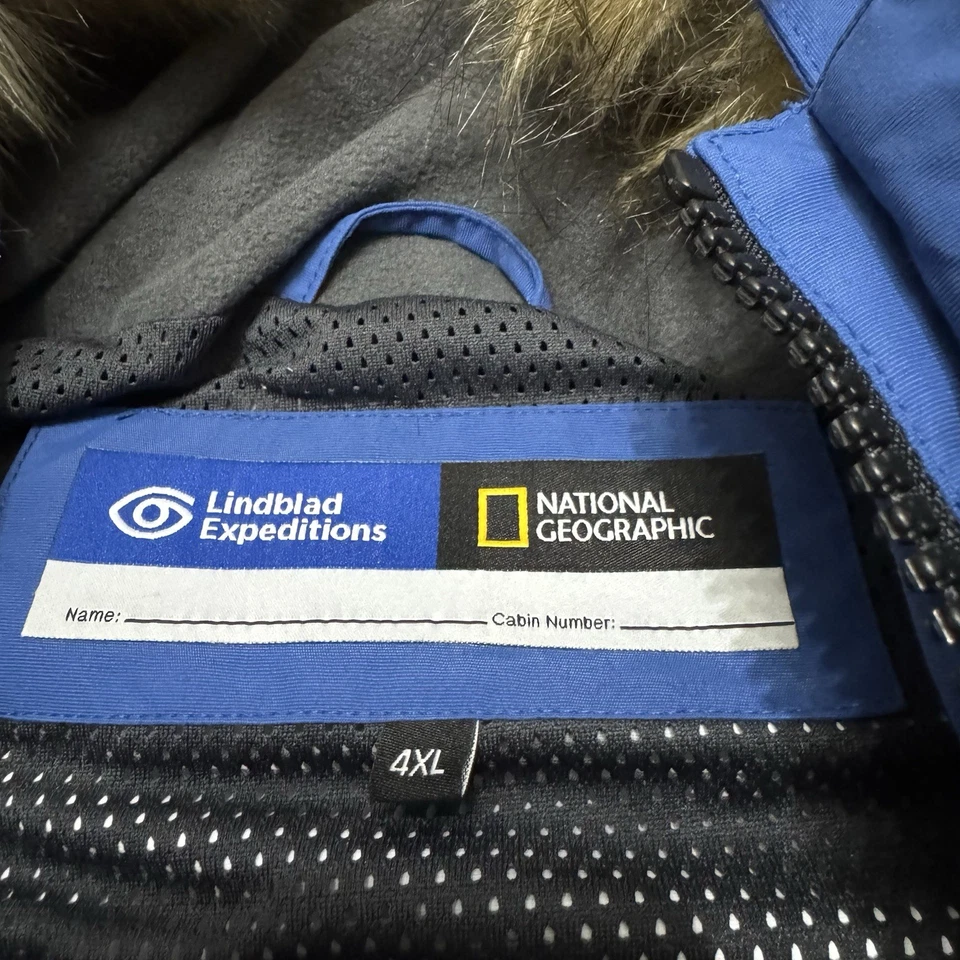 Lindblad
Expeditions
NATIONAL
GEOGRAPHIC
Name: Cabin Number:
4XL